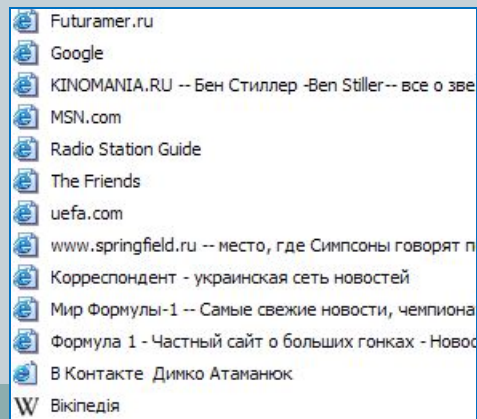 Futuramer.ru
Google
KINOMANIA.RU -- Бен Стиллер -Ben Stiller-- все о зве
MSN.com
Radio Station Guide
The Friends
uefa.com
www.springfield.ru -- место, где Симпсоны говорят п
Корреспондент - украинская сеть новостей
Мир Формулы-1 -- Самые свежие новости, чемпиона
Формула 1 - Частный сайт о больших гонках - Новос
В Контакте Димко Атаманюк
W Вікіпедія